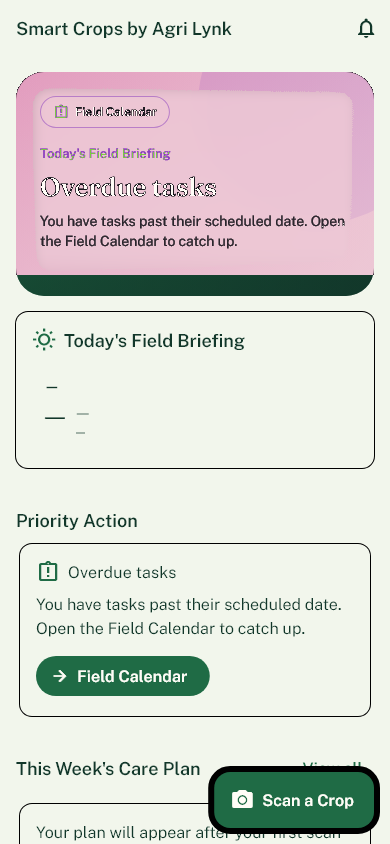 Smart Crops by Agri Lynk
Field Calendar
Today's Field Briefing
Overdue tasks
You have tasks past their scheduled date. Open
the Field Calendar to catch up.
Today's Field Briefing
–
— —
–
Priority Action
Overdue tasks
You have tasks past their scheduled date.
Open the Field Calendar to catch up.
Field Calendar
This Week's Care Plan
View all
Scan a Crop
Your plan will appear after your first scan